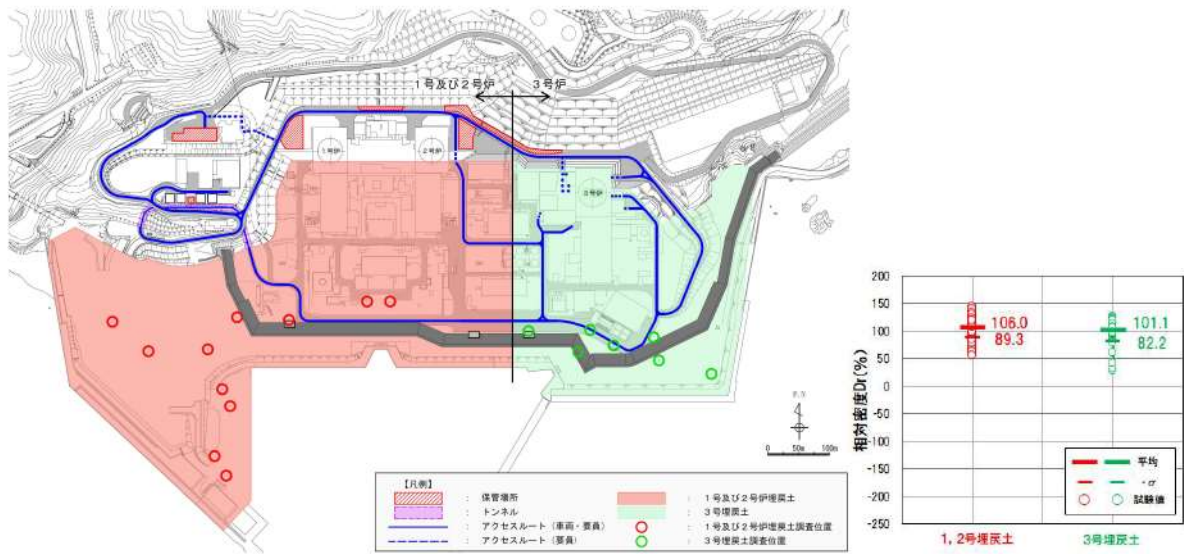 1号及び2号炉 3号炉
1号炉
2号炉
3号炉
0 50m 100m
【凡例】
: 保管場所
: トンネル
: アクセスルート（車両・要員）
: アクセスルート（要員）
: 1号及び2号炉埋戻土
: 3号埋戻土
: 1号及び2号炉埋戻土調査位置
: 3号埋戻土調査位置
相対密度Dr(%)
200
150
100
50
0
-50
-100
-150
-200
-250
106.0
89.3
101.1
82.2
平均
-σ
試験値
1, 2号埋戻土
3号埋戻土